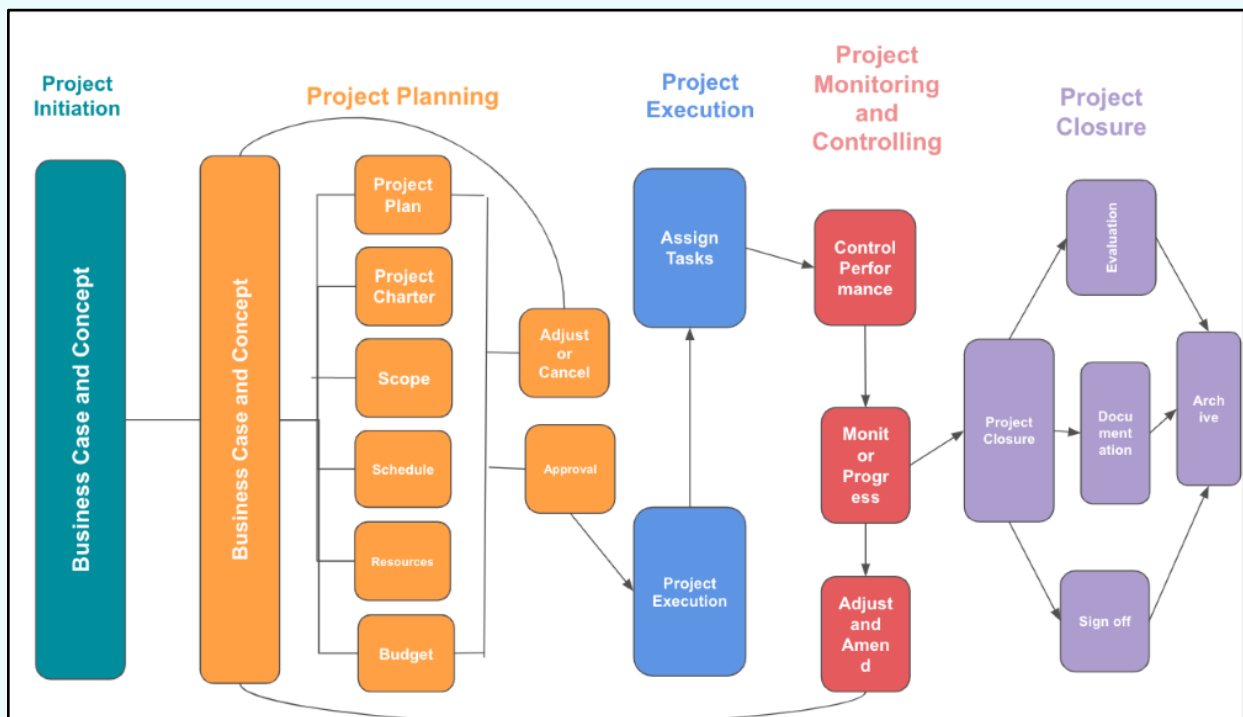 Project
Initiation
Business Case and Concept
Project Planning
Business Case and Concept
Project
Plan
Project
Charter
Scope
Schedule
Resources
Budget
Adjust
or
Cancel
Approval
Project
Execution
Assign
Tasks
Project
Execution
Project
Monitoring
and
Controlling
Control
Perfor
mance
Monit
or
Progr
ess
Adjust
and
Amen
d
Project
Closure
Project
Closure
Evaluation
Docu
ment
ation
Sign off
Arch
ive